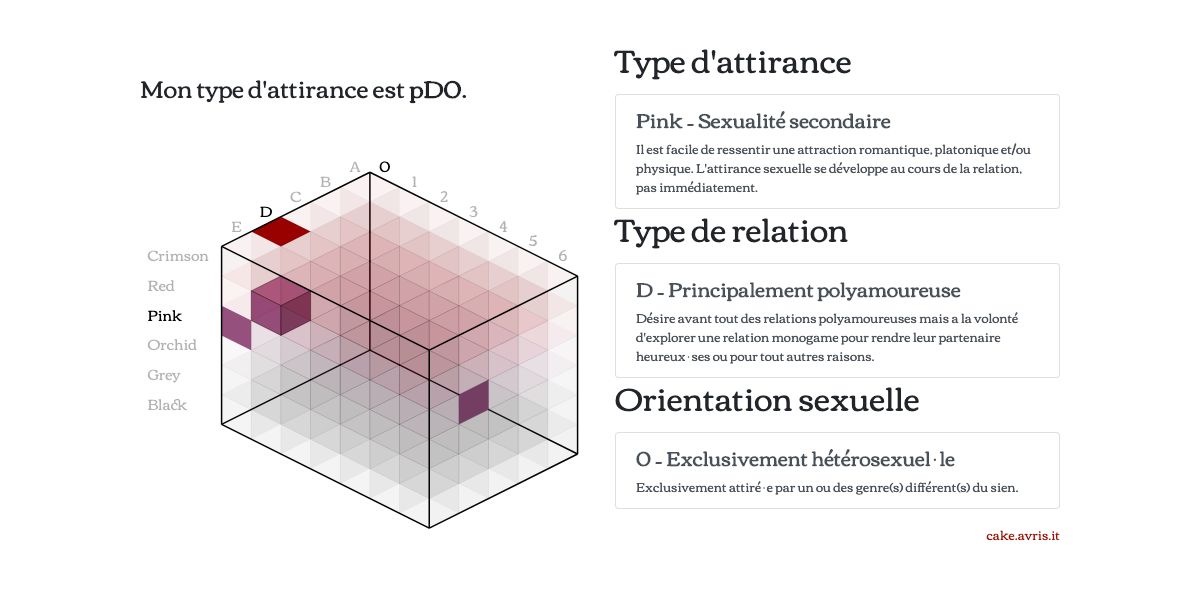 Mon type d'attirance est pD0.
A 0
B 1
C 2
D 3
E 4
5
6
Crimson
Red
Pink
Orchid
Grey
Black
Type d'attirance
Pink - Sexualité secondaire
Il est facile de ressentir une attraction romantique, platonique et/ou
physique. L'attirance sexuelle se développe au cours de la relation,
pas immédiatement.
Type de relation
D - Principalement polyamoureuse
Désire avant tout des relations polyamoureuses mais a la volonté
d'explorer une relation monogame pour rendre leur partenaire
heureux·ses ou pour tout autres raisons.
Orientation sexuelle
0 - Exclusivement hétérosexuel·le
Exclusivement attiré·e par un ou des genre(s) différent(s) du sien.
cake.avris.it